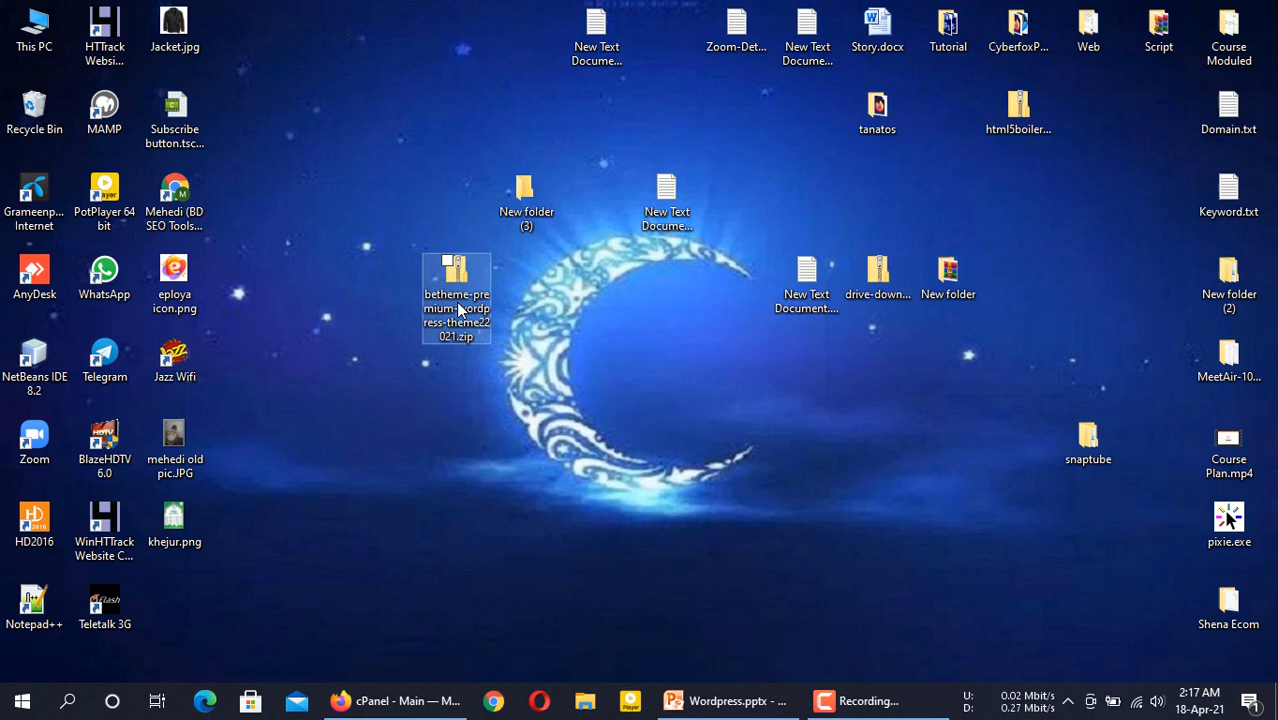 This PC
HTTrack
Websi...
Jacket.jpg
New Text
Docume...
Zoom-Det...
New Text
Docume...
Story.docx
Tutorial
CyberfoxP...
Web
Script
Course
Moduled
Recycle Bin
MAMP
Subscribe
button.tsc...
tanatos
html5boiler...
Domain.txt
Grameenp...
Internet
PotPlayer 64
bit
Mehedi (BD
SEO Tools...
New folder
(3)
New Text
Docume...
Keyword.txt
AnyDesk
WhatsApp
eploya
icon.png
betheme-pre
mium-wordp
ress-theme22
021.zip
New Text
Document....
drive-down...
New folder
New folder
(2)
NetBeans IDE
8.2
Telegram
Jazz Wifi
MeetAir-10...
Zoom
BlazeHDTV
6.0
mehedi old
pic.JPG
snaptube
Course
Plan.mp4
HD2016
WinHTTrack
Website C...
khejur.png
pixie.exe
Notepad++
Teletalk 3G
Shena Ecom
cPanel - Main — M...
Wordpress.pptx - ...
Recording...
U: 0.02 Mbit/s
D: 0.27 Mbit/s
2:17 AM
18-Apr-21